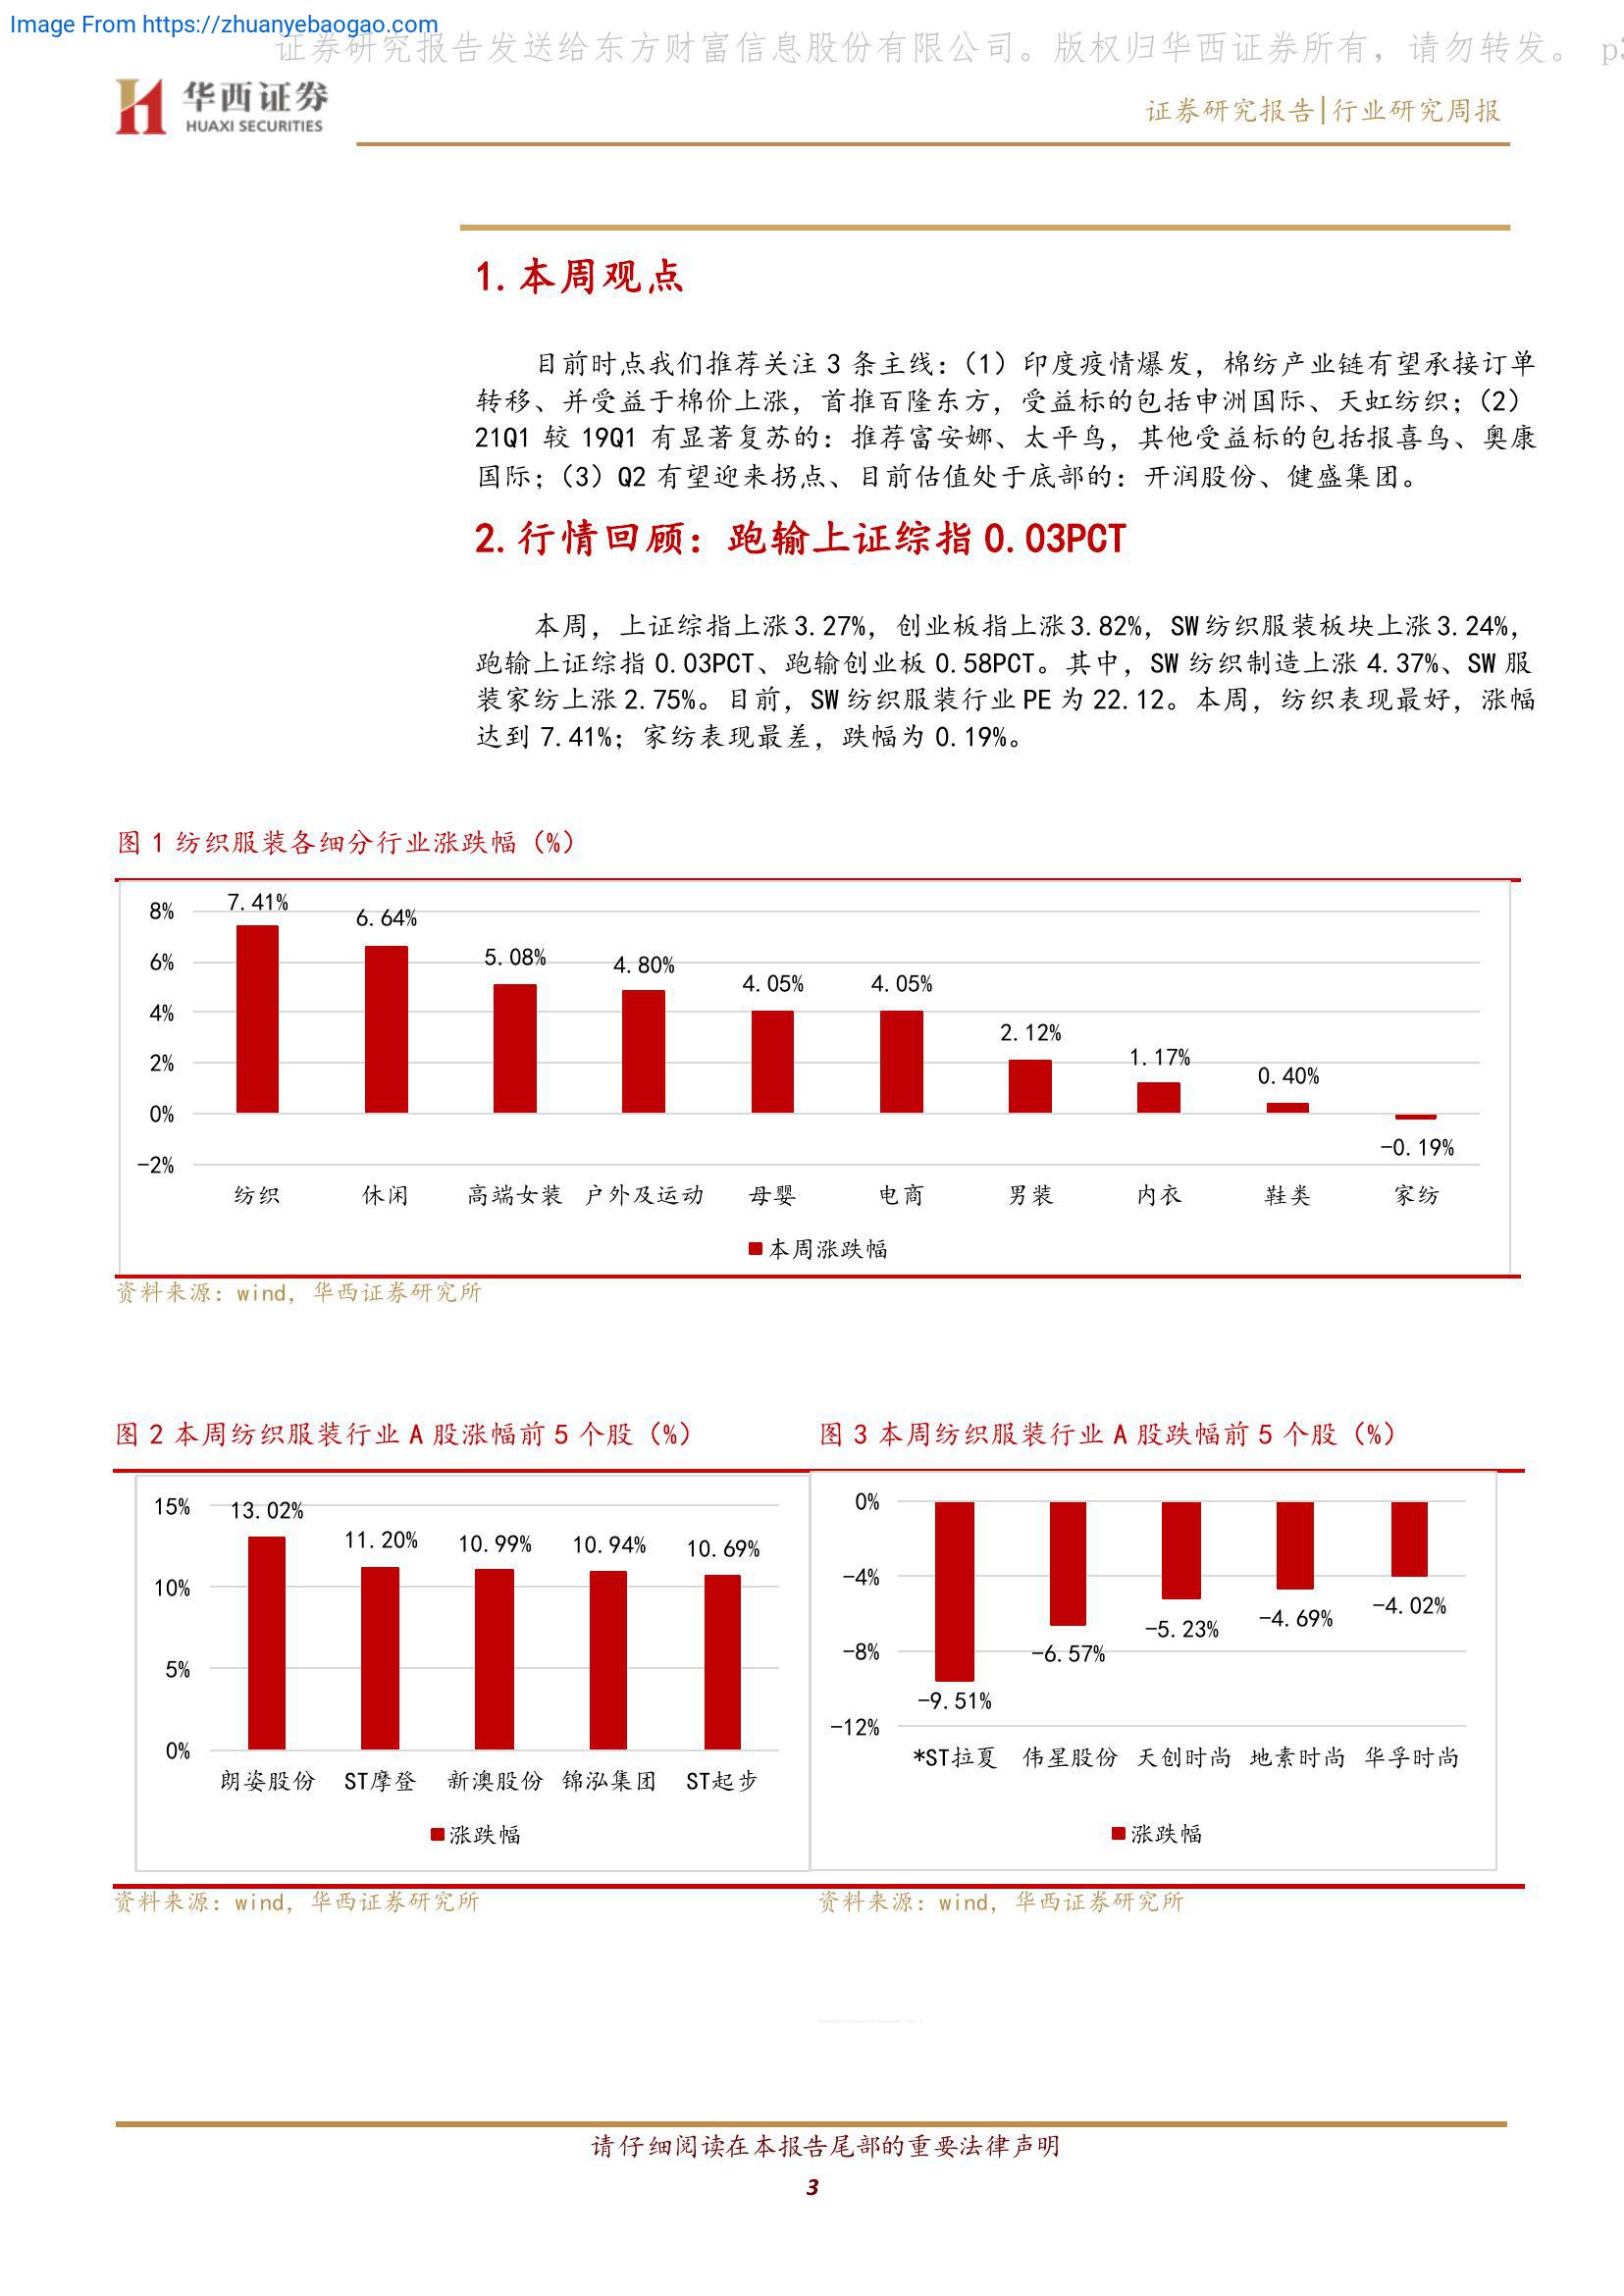 Image From https://zhuanyebaogao.com
证券研究报告发送给东方财富信息股份有限公司。版权归华西证券所有，请勿转发。 p3
华西证券
HUAXI SECURITIES
证券研究报告|行业研究周报
1. 本周观点
目前时点我们推荐关注 3 条主线：（1）印度疫情爆发，棉纺产业链有望承接订单
转移、并受益于棉价上涨，首推百隆东方，受益标的包括申洲国际、天虹纺织；（2）
21Q1 较 19Q1 有显著复苏的：推荐富安娜、太平鸟，其他受益标的包括报喜鸟、奥康
国际；（3）Q2 有望迎来拐点、目前估值处于底部的：开润股份、健盛集团。
2. 行情回顾：跑输上证综指 0.03PCT
本周，上证综指上涨 3.27%，创业板指上涨 3.82%，SW 纺织服装板块上涨 3.24%，
跑输上证综指 0.03PCT、跑输创业板 0.58PCT。其中，SW 纺织制造上涨 4.37%、SW 服
装家纺上涨 2.75%。目前，SW 纺织服装行业 PE 为 22.12。本周，纺织表现最好，涨幅
达到 7.41%；家纺表现最差，跌幅为 0.19%。
图 1 纺织服装各细分行业涨跌幅（%）
8%
6%
4%
2%
0%
-2%
7.41%
6.64%
5.08%
4.80%
4.05%
4.05%
2.12%
1.17%
0.40%
-0.19%
纺织 休闲 高端女装 户外及运动 母婴 电商 男装 内衣 鞋类 家纺
本周涨跌幅
资料来源：wind，华西证券研究所
图 2 本周纺织服装行业 A 股涨幅前 5 个股（%）
15%
10%
5%
0%
13.02%
11.20%
10.99%
10.94%
10.69%
朗姿股份 ST摩登 新澳股份 锦泓集团 ST起步
涨跌幅
资料来源：wind，华西证券研究所
图 3 本周纺织服装行业 A 股跌幅前 5 个股（%）
0%
-4%
-8%
-12%
-9.51%
-6.57%
-5.23%
-4.69%
-4.02%
*ST拉夏 伟星股份 天创时尚 地素时尚 华孚时尚
涨跌幅
资料来源：wind，华西证券研究所
请仔细阅读在本报告尾部的重要法律声明
3